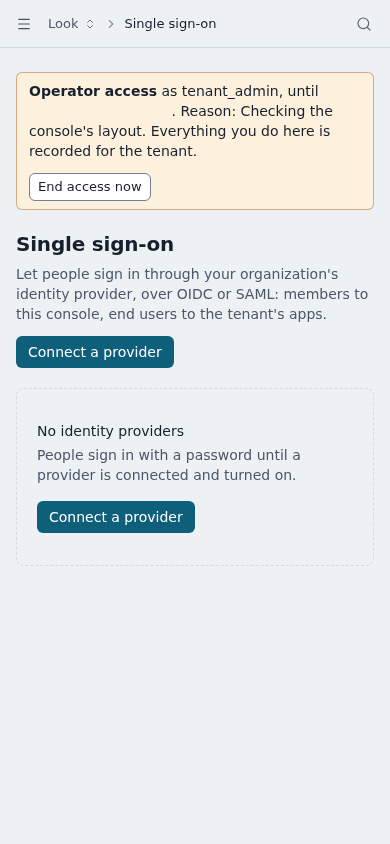 Look Single sign-on
Operator access as tenant_admin, until
. Reason: Checking the
console's layout. Everything you do here is
recorded for the tenant.
End access now
Single sign-on
Let people sign in through your organization's
identity provider, over OIDC or SAML: members to
this console, end users to the tenant's apps.
Connect a provider
No identity providers
People sign in with a password until a
provider is connected and turned on.
Connect a provider